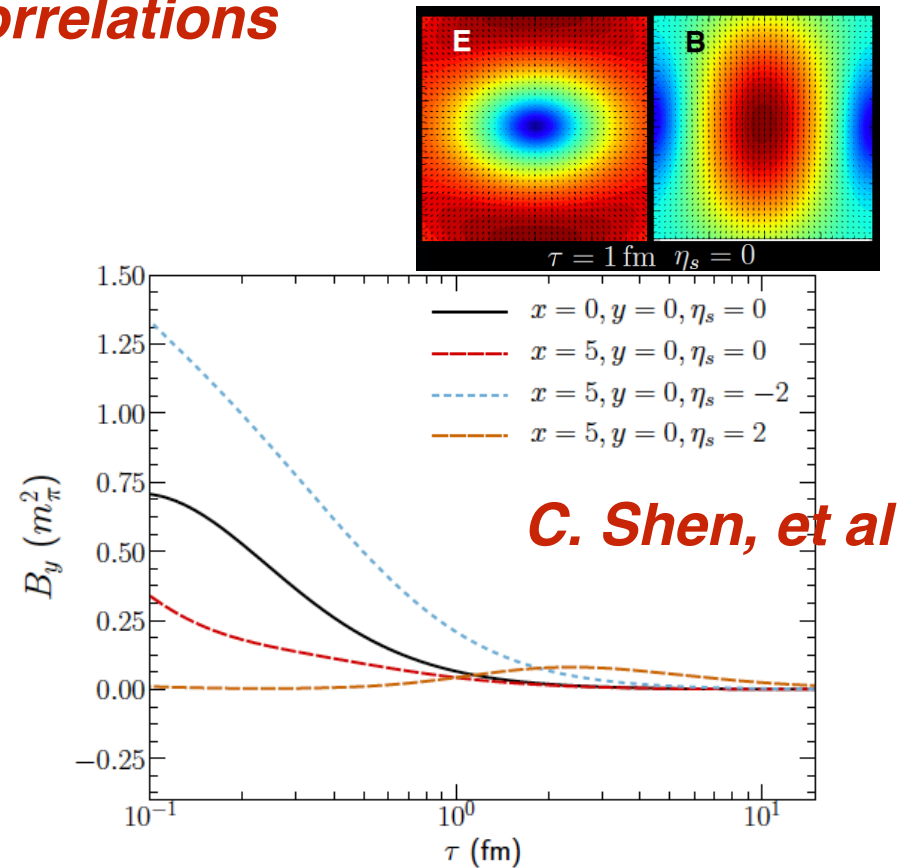 orrelations
E B
τ = 1 fm η_s = 0
1.50
1.25
1.00
0.75
0.50
0.25
0.00
−0.25
B_y (m_π^2)
x = 0, y = 0, η_s = 0
x = 5, y = 0, η_s = 0
x = 5, y = 0, η_s = −2
x = 5, y = 0, η_s = 2
C. Shen, et al
10^−1 10^0 10^1
τ (fm)